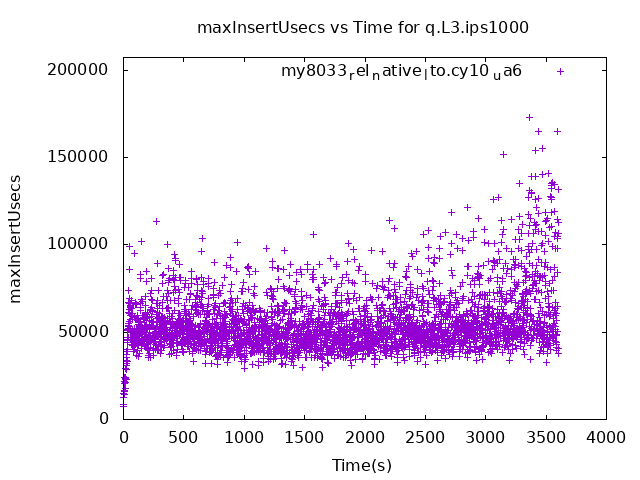 maxInsertUsecs vs Time for q.L3.ips1000
my8033relnativelto.cy10ua6
maxInsertUsecs
200000
150000
100000
50000
0
0 500 1000 1500 2000 2500 3000 3500 4000
Time(s)